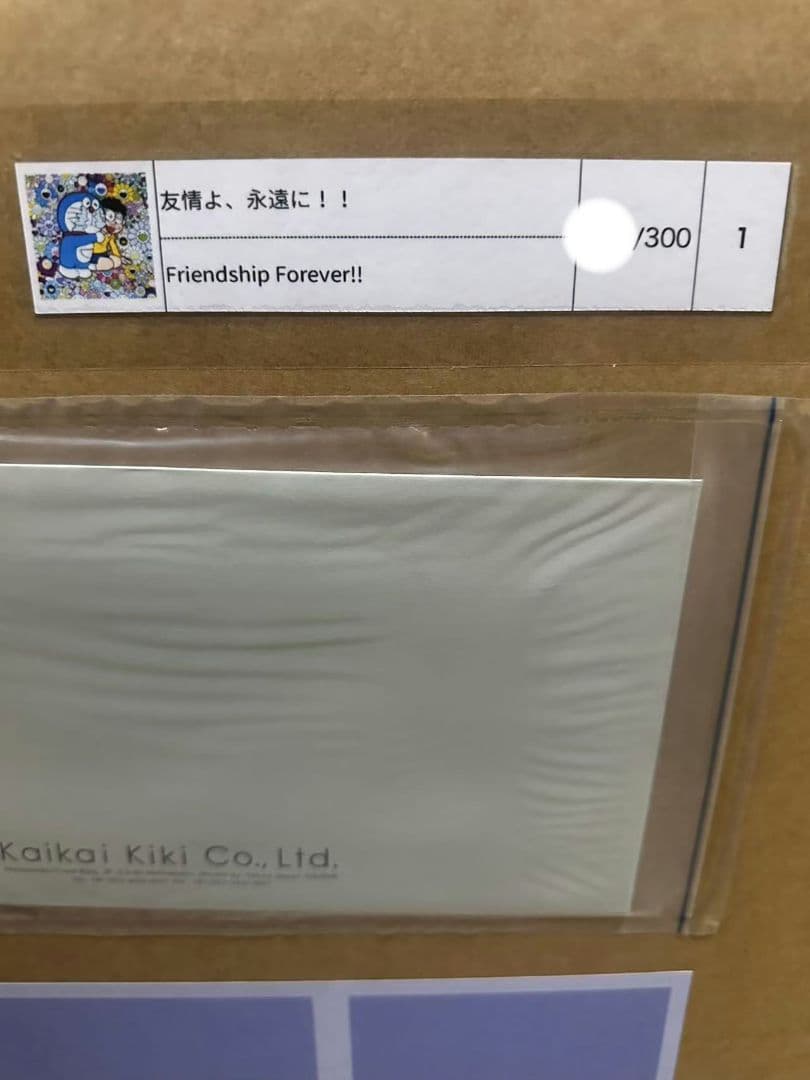 友情よ、永遠に！！
Friendship Forever!!
/300
1
Kaikai Kiki Co., Ltd.